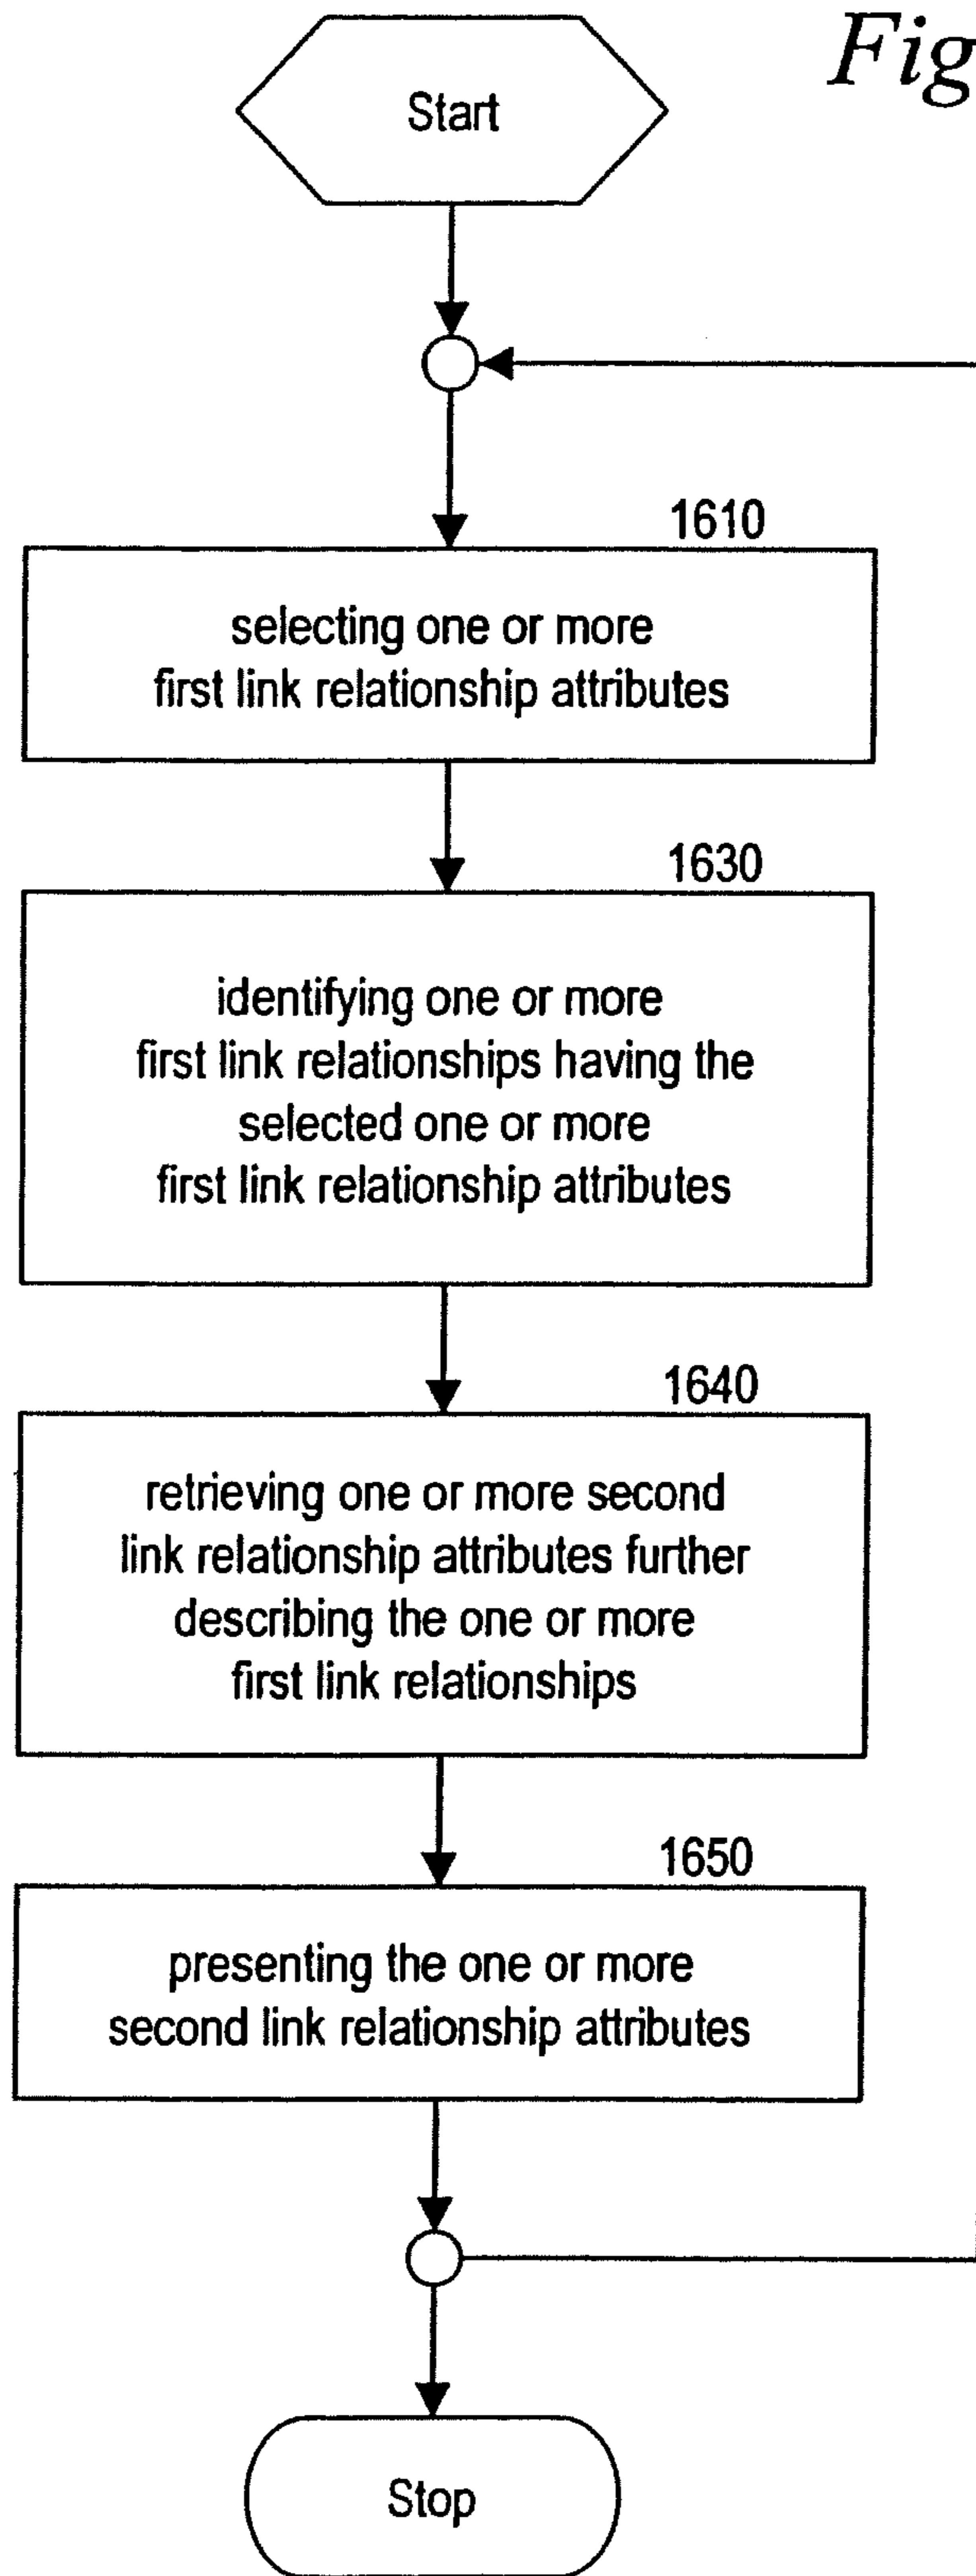 Fig
Start
1610
selecting one or more
first link relationship attributes
1630
identifying one or more
first link relationships having the
selected one or more
first link relationship attributes
1640
retrieving one or more second
link relationship attributes further
describing the one or more
first link relationships
1650
presenting the one or more
second link relationship attributes
Stop